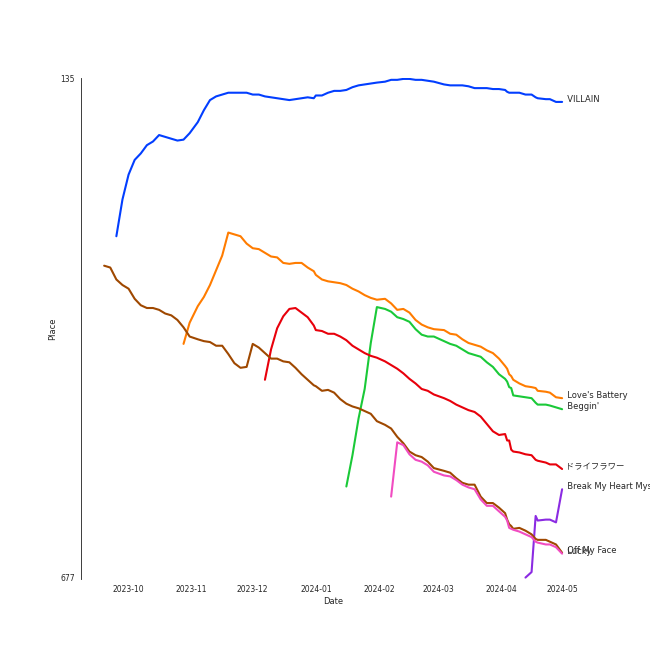 135
VILLAIN
Place
Love's Battery
Beggin'
ドライフラワー
Break My Heart Mys
Off My Face
677
2023-10
2023-11
2023-12
2024-01
2024-02
2024-03
2024-04
2024-05
Date